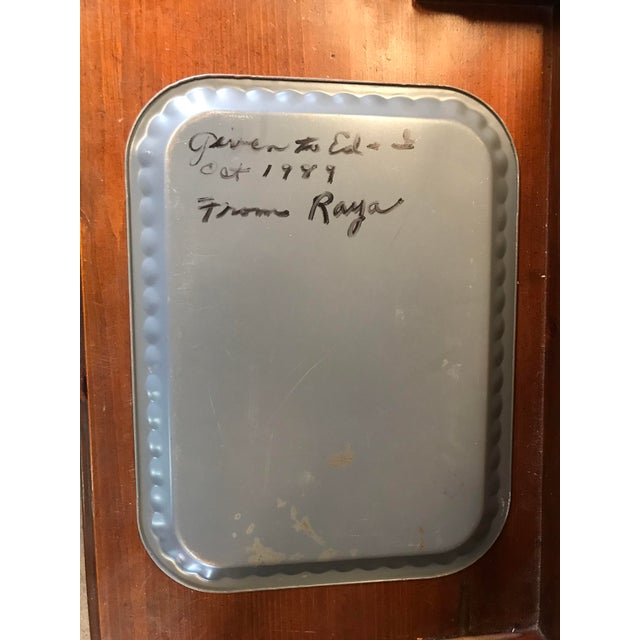 Given to Ed + I
Oct 1989
From Raya